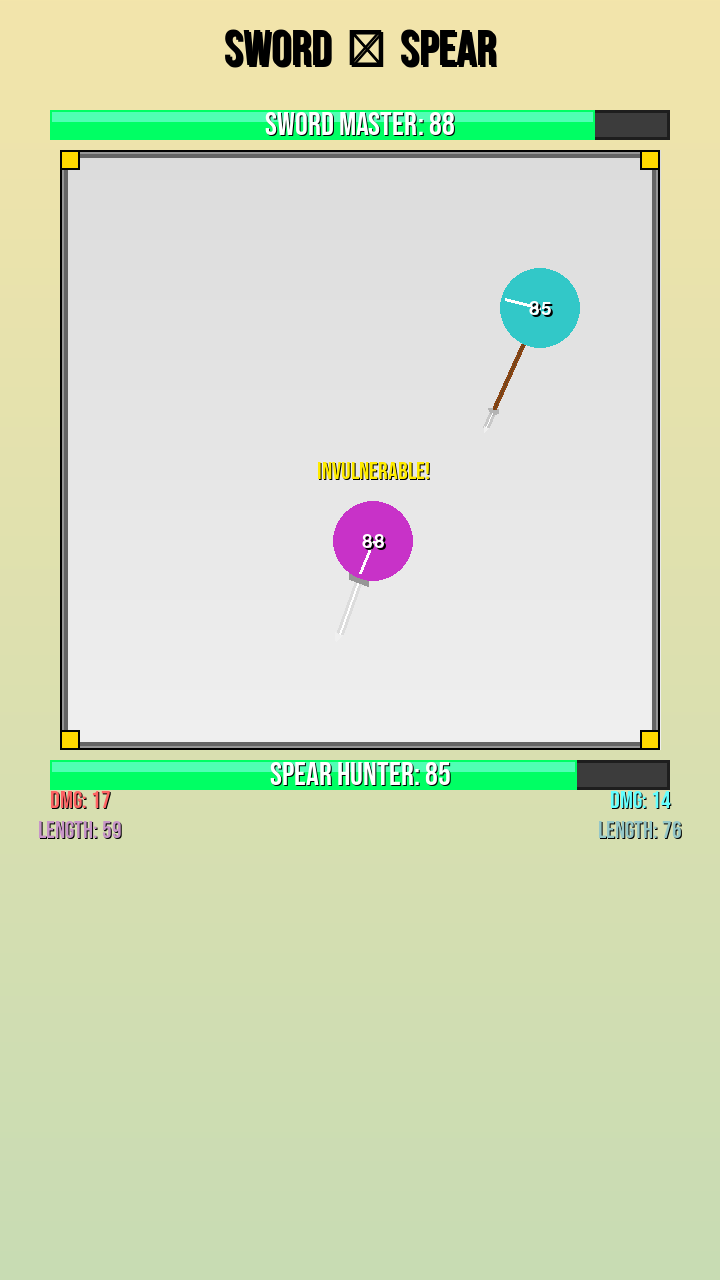 SWORD SPEAR
SWORD MASTER: 88
85
INVULNERABLE!
88
SPEAR HUNTER: 85
DMG: 17 DMG: 14
LENGTH: 59 LENGTH: 76